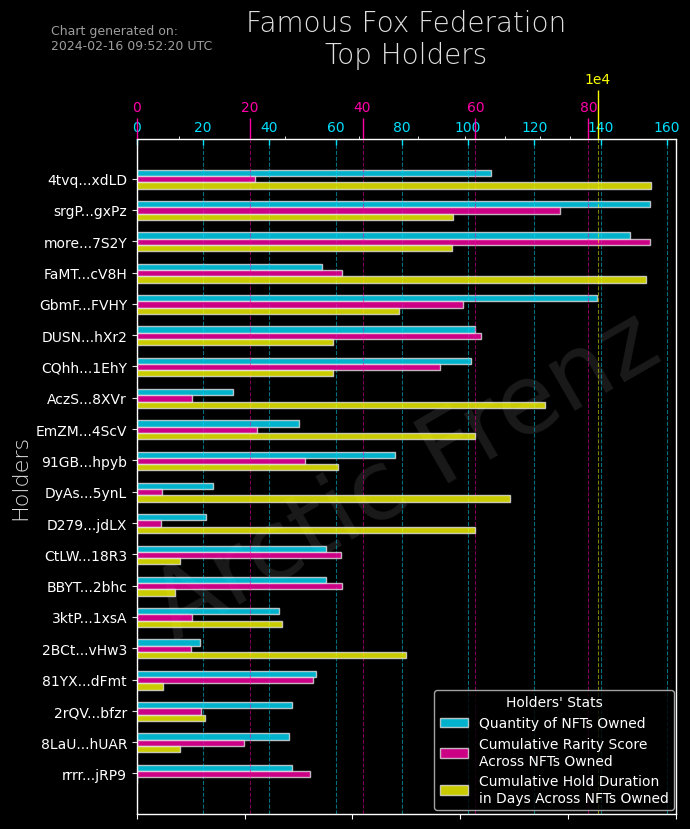 Chart generated on:
2024-02-16 09:52:20 UTC
Famous Fox Federation
Top Holders
1e4
0 20 40 60 80
0 20 40 60 80 100 120 140 160
Holders
4tvq...xdLD
srgP...gxPz
more...7S2Y
FaMT...cV8H
GbmF...FVHY
DUSN...hXr2
CQhh...1EhY
AczS...8XVr
EmZM...4ScV
91GB...hpyb
DyAs...5ynL
D279...jdLX
CtLW...18R3
BBYT...2bhc
3ktP...1xsA
2BCt...vHw3
81YX...dFmt
2rQV...bfzr
8LaU...hUAR
rrrr...jRP9
Arctic Frenz
Holders' Stats
Quantity of NFTs Owned
Cumulative Rarity Score
Across NFTs Owned
Cumulative Hold Duration
in Days Across NFTs Owned